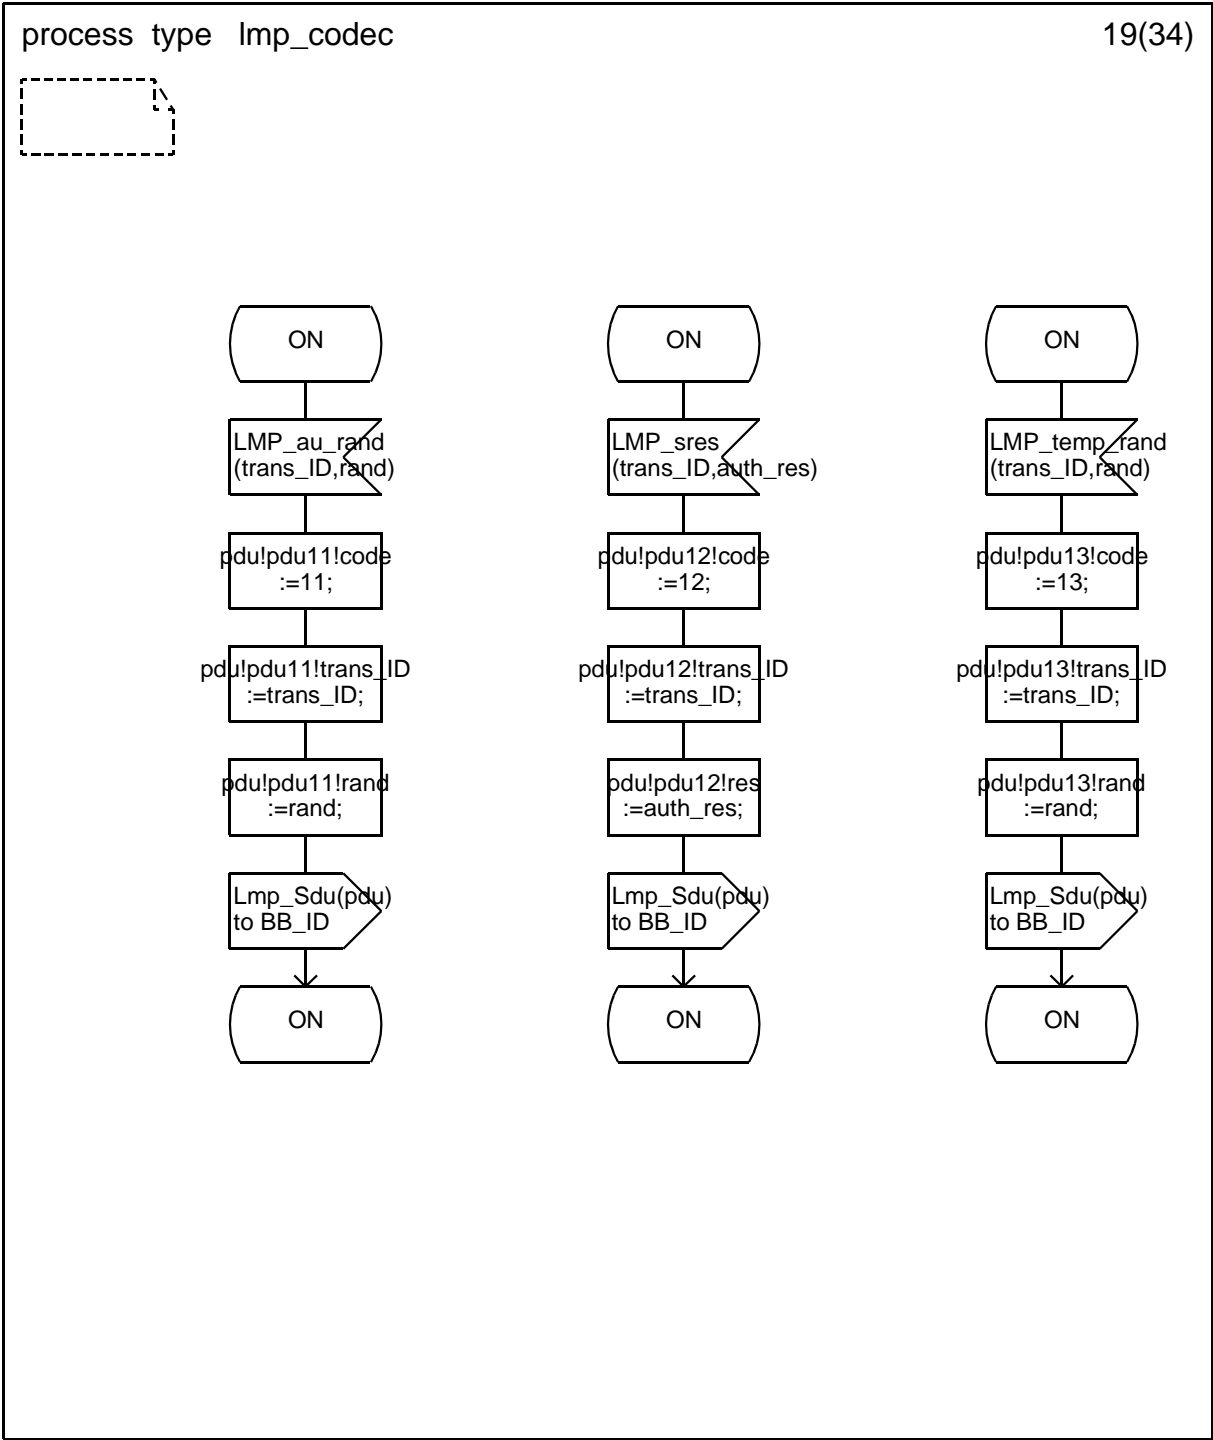 process type lmp_codec
19(34)
ON
LMP_au_rand
(trans_ID,rand)
pdu!pdu11!code
:=11;
pdu!pdu11!trans_ID
:=trans_ID;
pdu!pdu11!rand
:=rand;
Lmp_Sdu(pdu)
to BB_ID
ON
ON
LMP_sres
(trans_ID,auth_res)
pdu!pdu12!code
:=12;
pdu!pdu12!trans_ID
:=trans_ID;
pdu!pdu12!res
:=auth_res;
Lmp_Sdu(pdu)
to BB_ID
ON
ON
LMP_temp_rand
(trans_ID,rand)
pdu!pdu13!code
:=13;
pdu!pdu13!trans_ID
:=trans_ID;
pdu!pdu13!rand
:=rand;
Lmp_Sdu(pdu)
to BB_ID
ON